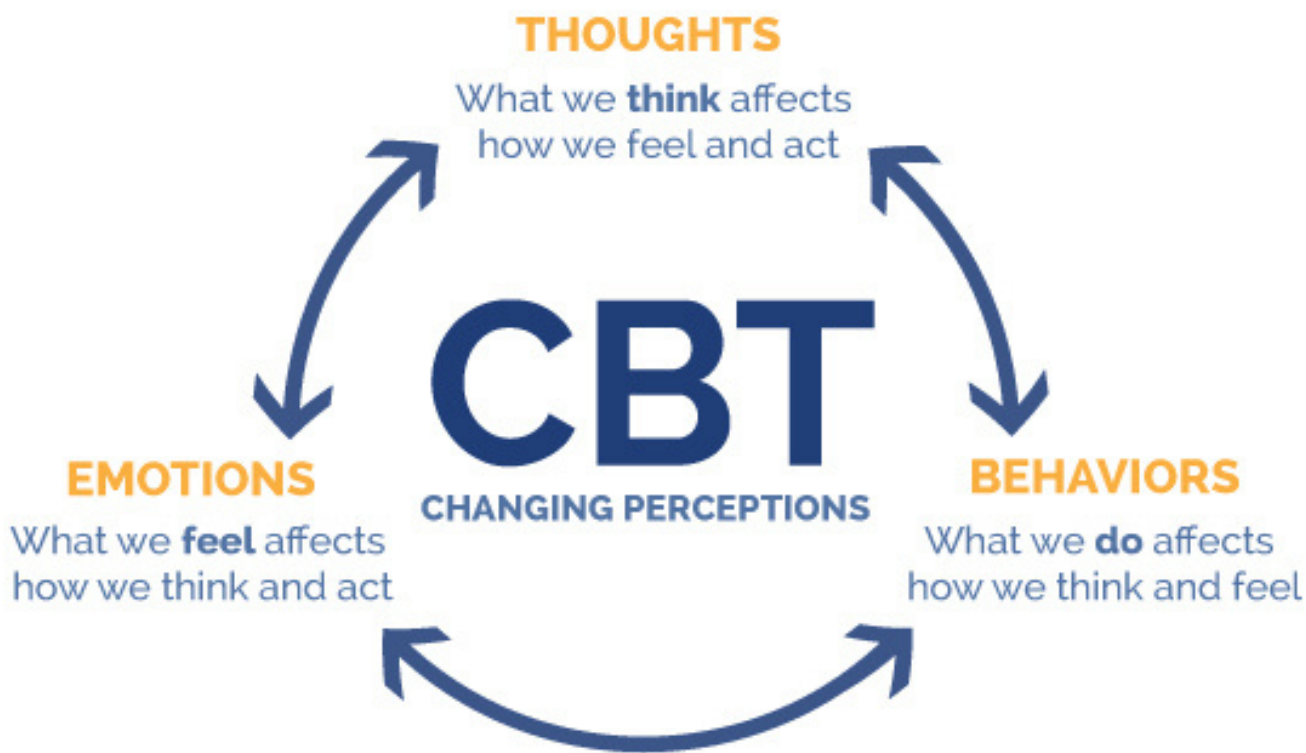 THOUGHTS
What we think affects
how we feel and act
CBT
CHANGING PERCEPTIONS
EMOTIONS
What we feel affects
how we think and act
BEHAVIORS
What we do affects
how we think and feel